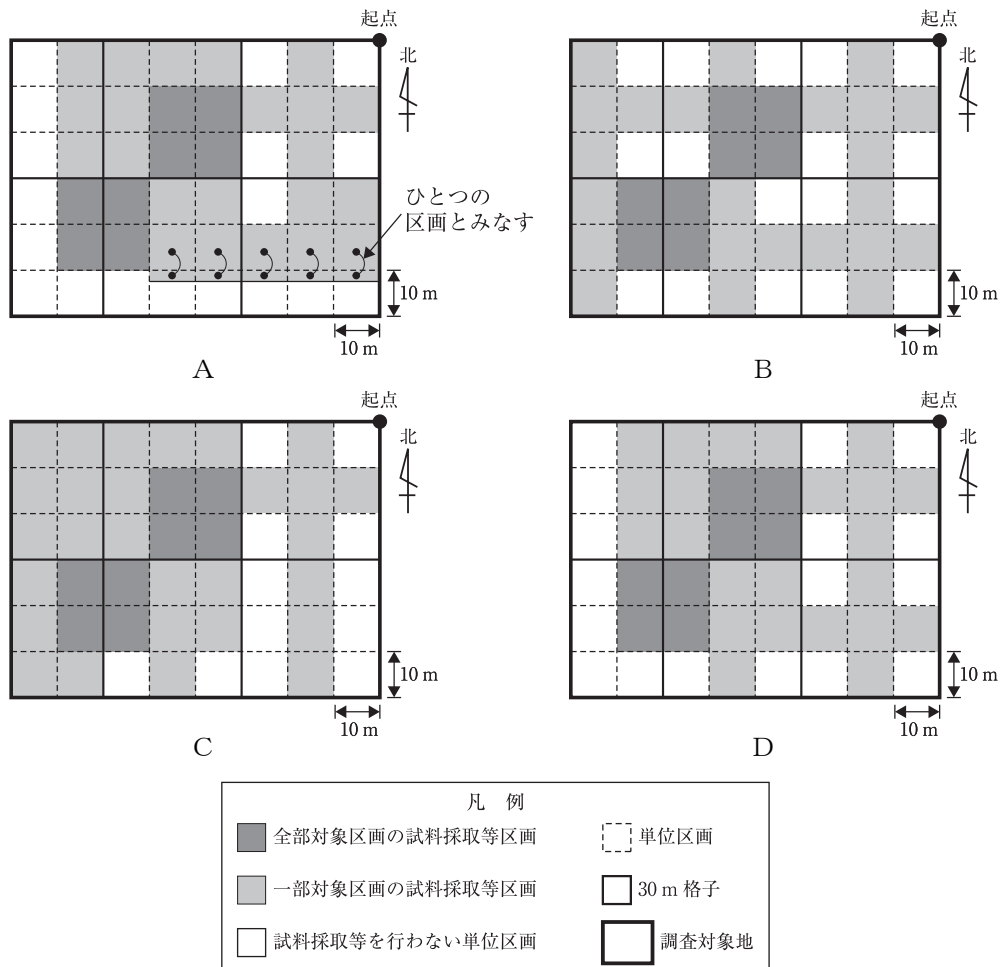 起点
北
ひとつの
区画とみなす
10 m
10 m
A
起点
北
10 m
10 m
B
起点
北
10 m
10 m
C
起点
北
10 m
10 m
D
凡 例
全部対象区画の試料採取等区画
単位区画
一部対象区画の試料採取等区画
30 m 格子
試料採取等を行わない単位区画
調査対象地